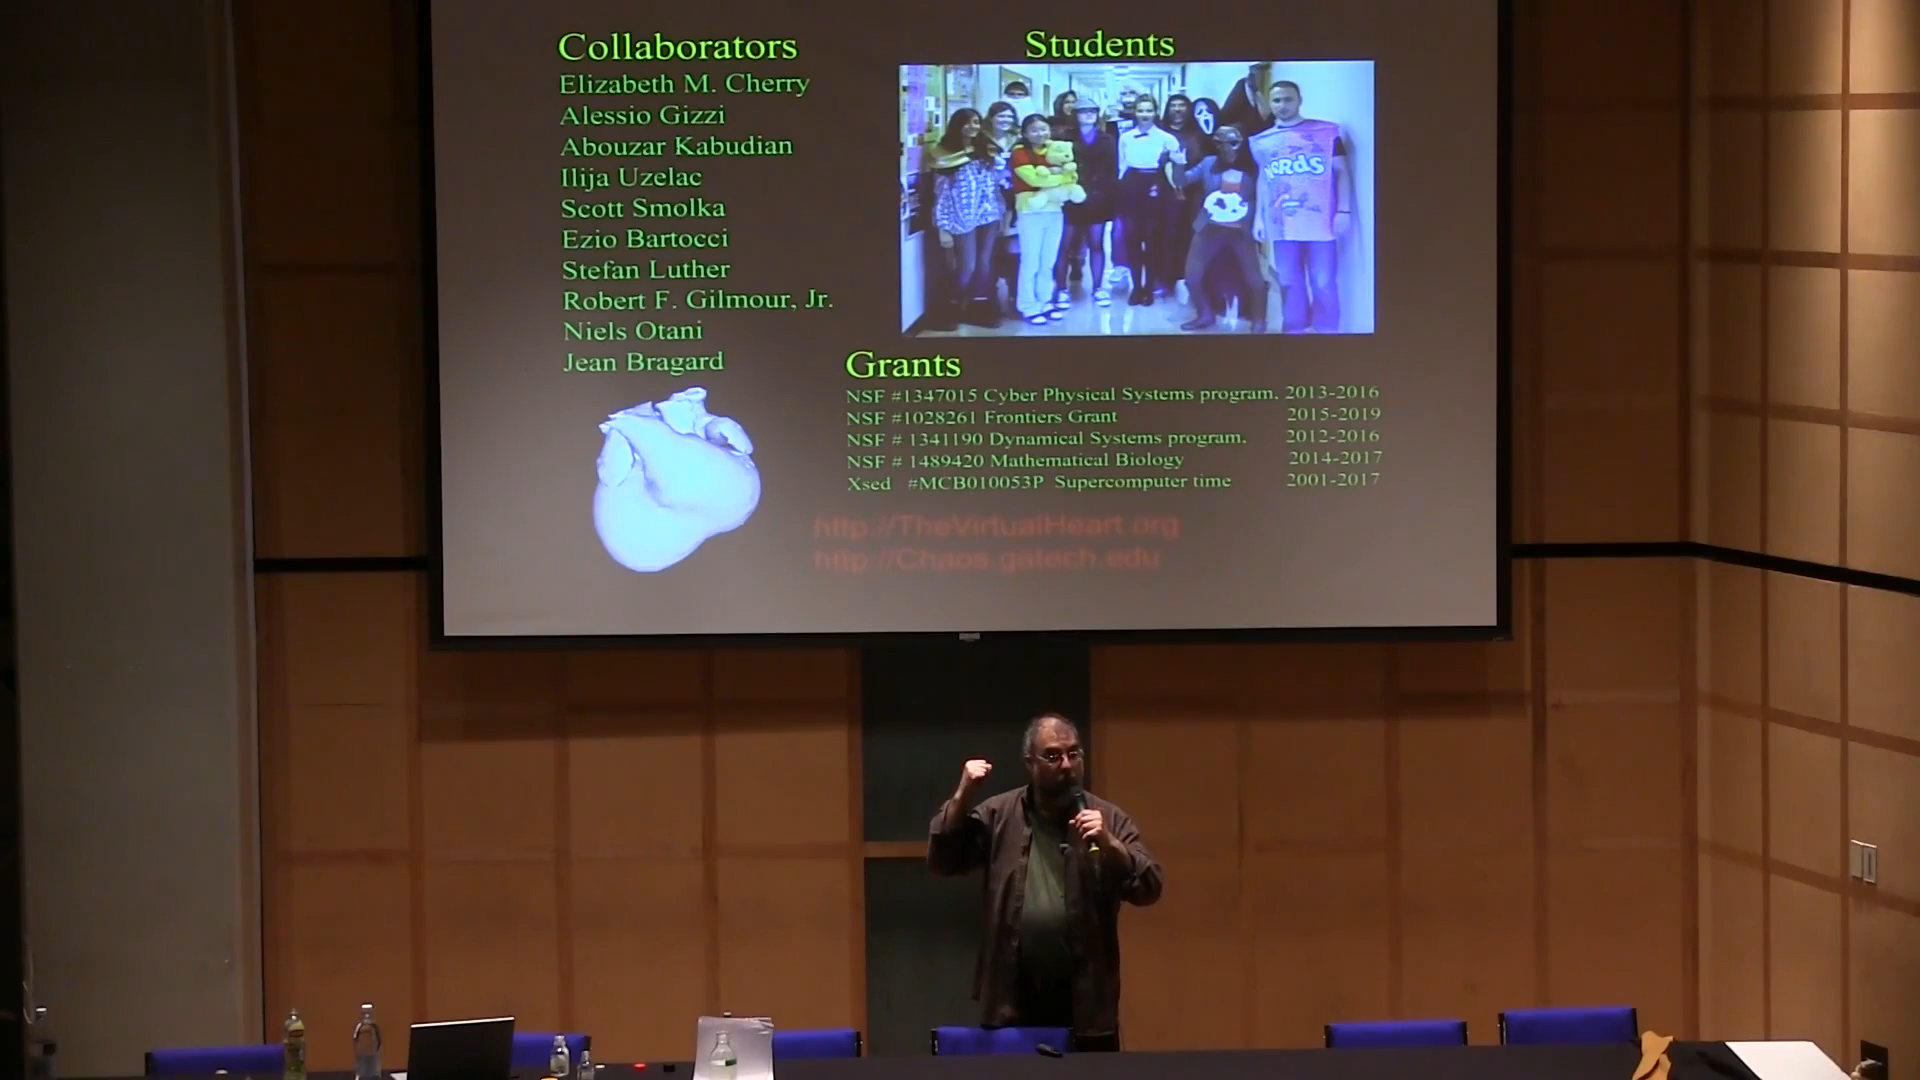 Collaborators
Elizabeth M. Cherry
Alessio Gizzi
Abouzar Kabudian
Ilija Uzelac
Scott Smolka
Ezio Bartocci
Stefan Luther
Robert F. Gilmour, Jr.
Niels Otani
Jean Bragard
Students
NeRds
Grants
NSF #1347015 Cyber Physical Systems program, 2013-2016
NSF #1028261 Frontiers Grant 2015-2019
NSF # 1341190 Dynamical Systems program, 2012-2016
NSF # 1489420 Mathematical Biology 2014-2017
Xsed #MCB010053P Supercomputer time 2001-2017
http://TheVirtualHeart.org
http://Chaos.gatech.edu